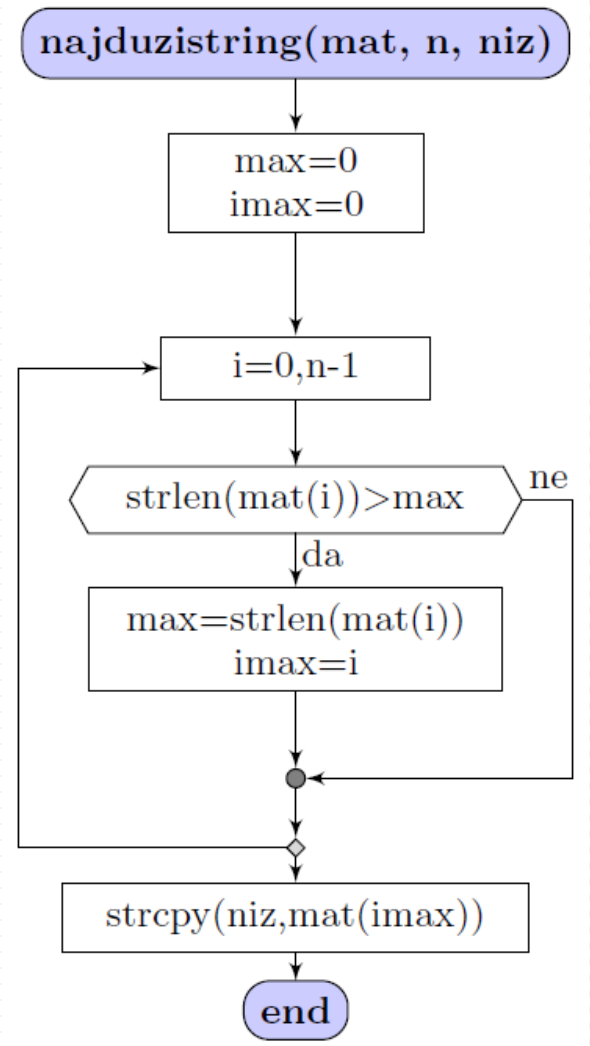 najduzistring(mat, n, niz)
max=0
imax=0
i=0,n-1
strlen(mat(i))>max
ne
da
max=strlen(mat(i))
imax=i
strcpy(niz,mat(imax))
end